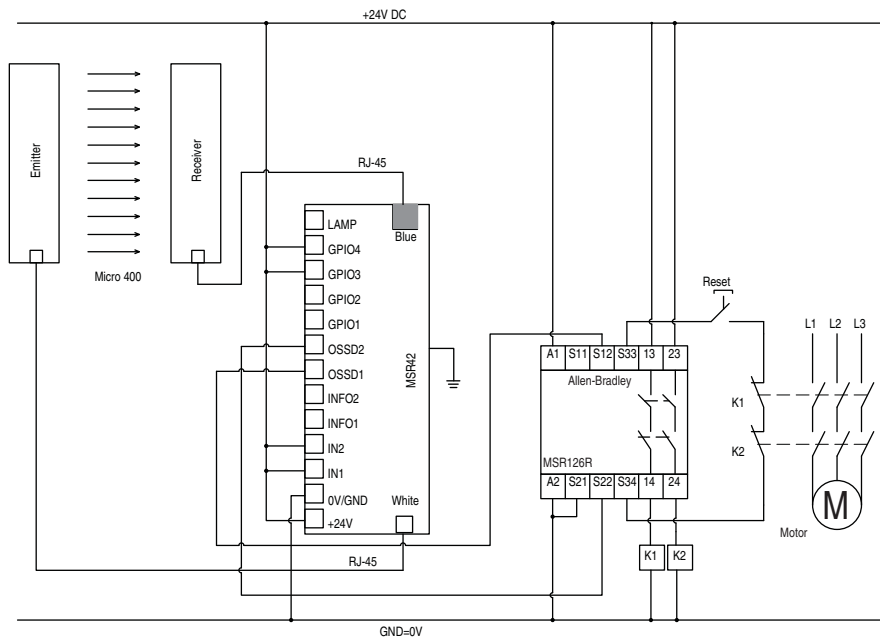 +24V DC
Emitter
Receiver
Micro 400
RJ-45
Blue
LAMP
GPIO4
GPIO3
GPIO2
GPIO1
OSSD2
OSSD1
INFO2
INFO1
IN2
IN1
0V/GND
+24V
White
MSR42
RJ-45
Reset
A1 S11 S12 S33 13 23
Allen-Bradley
MSR126R
A2 S21 S22 S34 14 24
K1 K2
L1 L2 L3
K1
K2
M
Motor
GND=0V